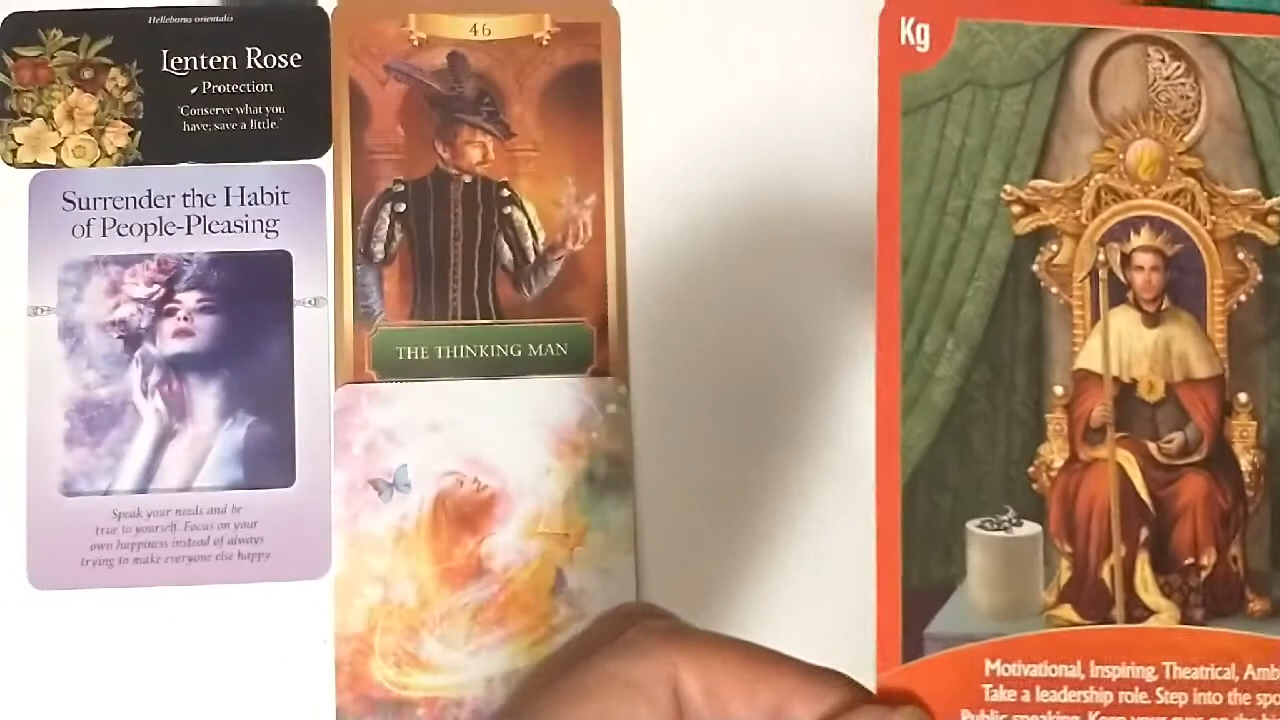 Helleborus orientalis
Lenten Rose
Protection
"Conserve what you
have; save a little."
Surrender the Habit
of People-Pleasing
Speak your needs and be
true to yourself. Focus on your
own happiness instead of always
trying to make everyone else happy
46
THE THINKING MAN
Kg
Motivational, Inspiring, Theatrical, Amb
Take a leadership role. Step into the spo
Public speaking. Keep your